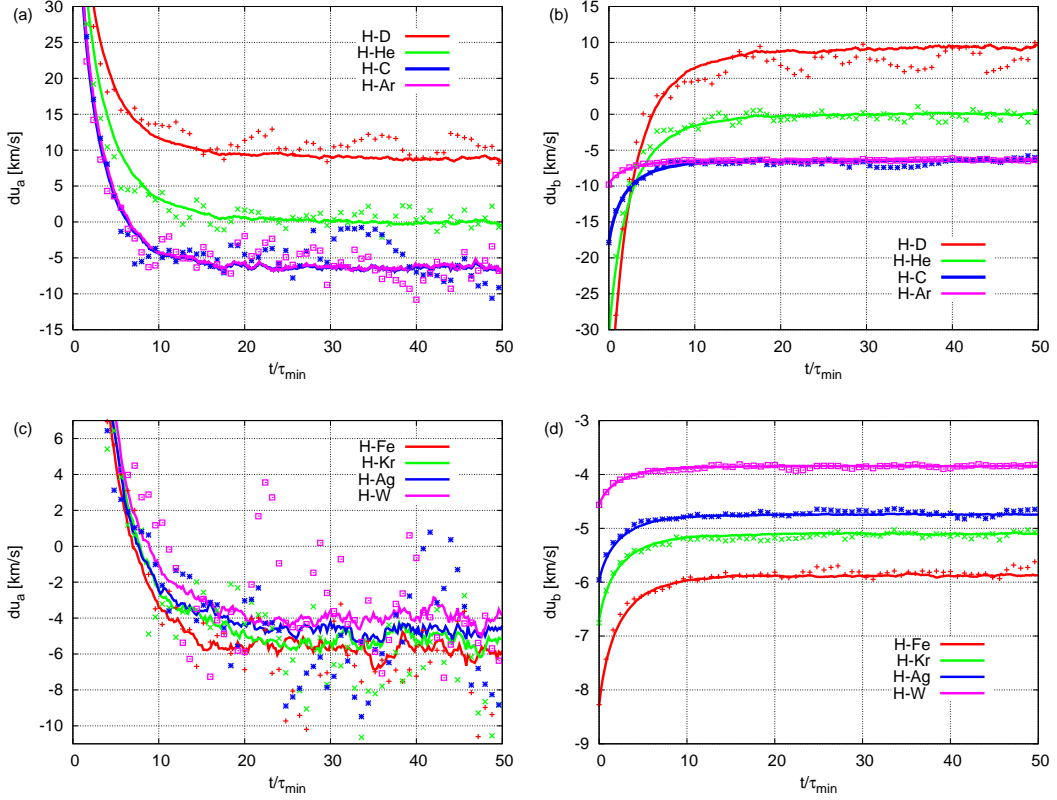 (a)
du_a [km/s]
30
25
20
15
10
5
0
-5
-10
-15
H-D
H-He
H-C
H-Ar
0 10 20 30 40 50
t/τ_min
(b)
du_b [km/s]
15
10
5
0
-5
-10
-15
-20
-25
-30
H-D
H-He
H-C
H-Ar
0 10 20 30 40 50
t/τ_min
(c)
du_a [km/s]
6
4
2
0
-2
-4
-6
-8
-10
H-Fe
H-Kr
H-Ag
H-W
0 10 20 30 40 50
t/τ_min
(d)
du_b [km/s]
-3
-4
-5
-6
-7
-8
-9
H-Fe
H-Kr
H-Ag
H-W
0 10 20 30 40 50
t/τ_min